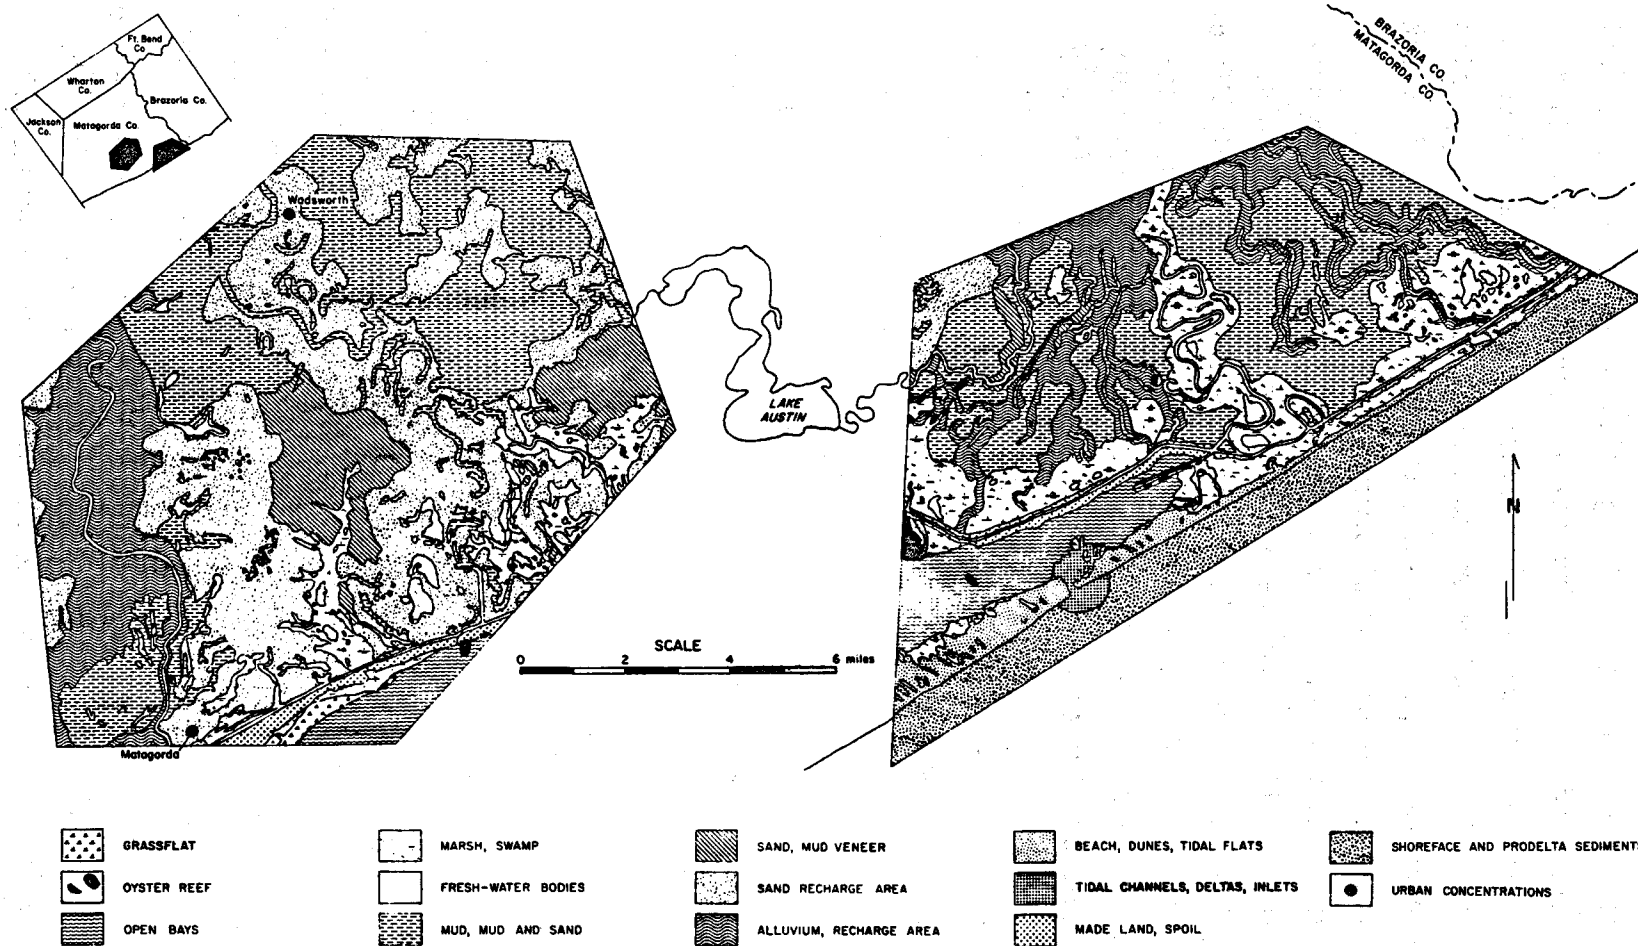 Ft. Bend
Co.
Wharton
Co.
Brazoria Co.
Jackson
Co.
Matagorda Co.
BRAZORIA CO.
MATAGORDA CO.
Wadsworth
LAKE
AUSTIN
N
SCALE
0 2 4 6 miles
Matagorda
GRASSFLAT
MARSH, SWAMP
SAND, MUD VENEER
BEACH, DUNES, TIDAL FLATS
SHOREFACE AND PRODELTA SEDIMENTS
OYSTER REEF
FRESH-WATER BODIES
SAND RECHARGE AREA
TIDAL CHANNELS, DELTAS, INLETS
URBAN CONCENTRATIONS
OPEN BAYS
MUD, MUD AND SAND
ALLUVIUM, RECHARGE AREA
MADE LAND, SPOIL